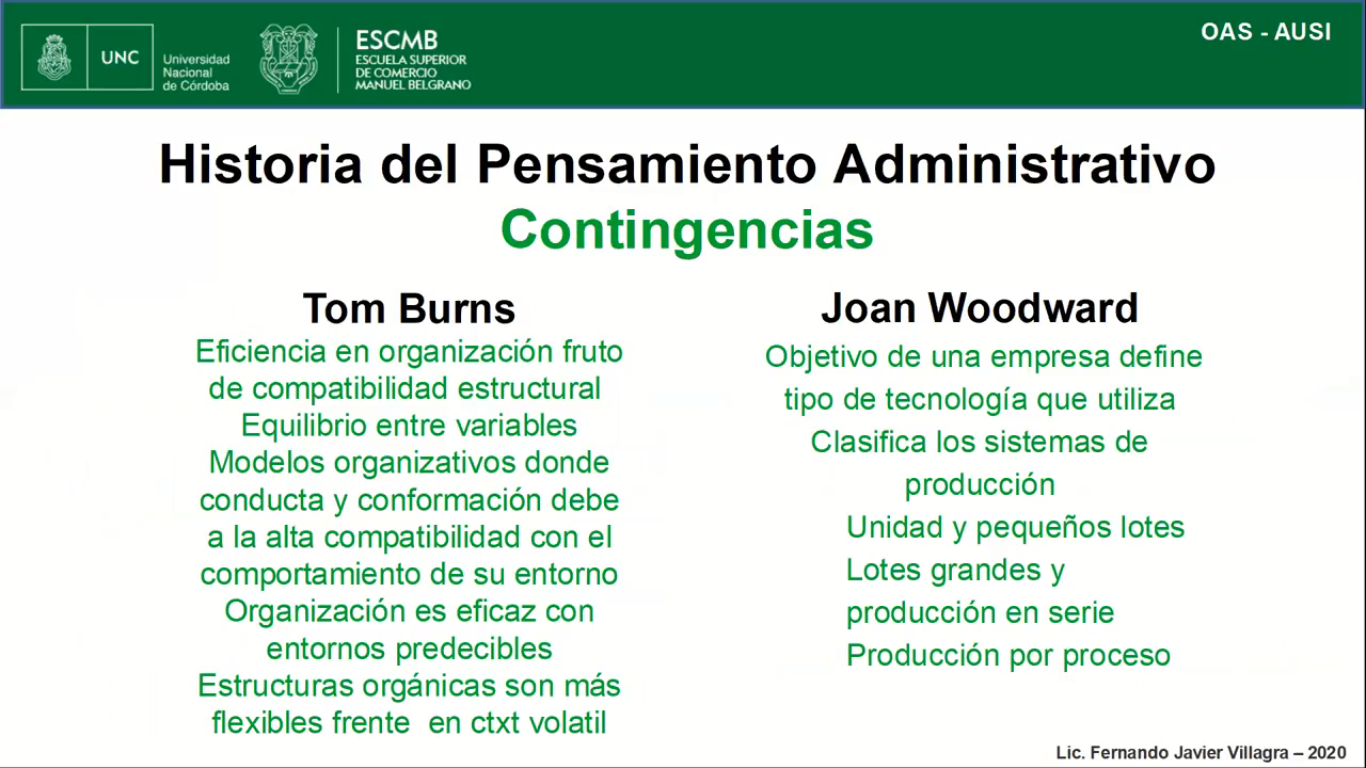 UNC
Universidad
Nacional
de Córdoba
ESCMB
ESCUELA SUPERIOR
DE COMERCIO
MANUEL BELGRANO
OAS - AUSI
Historia del Pensamiento Administrativo
Contingencias
Tom Burns
Eficiencia en organización fruto
de compatibilidad estructural
Equilibrio entre variables
Modelos organizativos donde
conducta y conformación debe
a la alta compatibilidad con el
comportamiento de su entorno
Organización es eficaz con
entornos predecibles
Estructuras orgánicas son más
flexibles frente  en ctxt volatil
Joan Woodward
Objetivo de una empresa define
tipo de tecnología que utiliza
Clasifica los sistemas de
producción
Unidad y pequeños lotes
Lotes grandes y
producción en serie
Producción por proceso
Lic. Fernando Javier Villagra – 2020